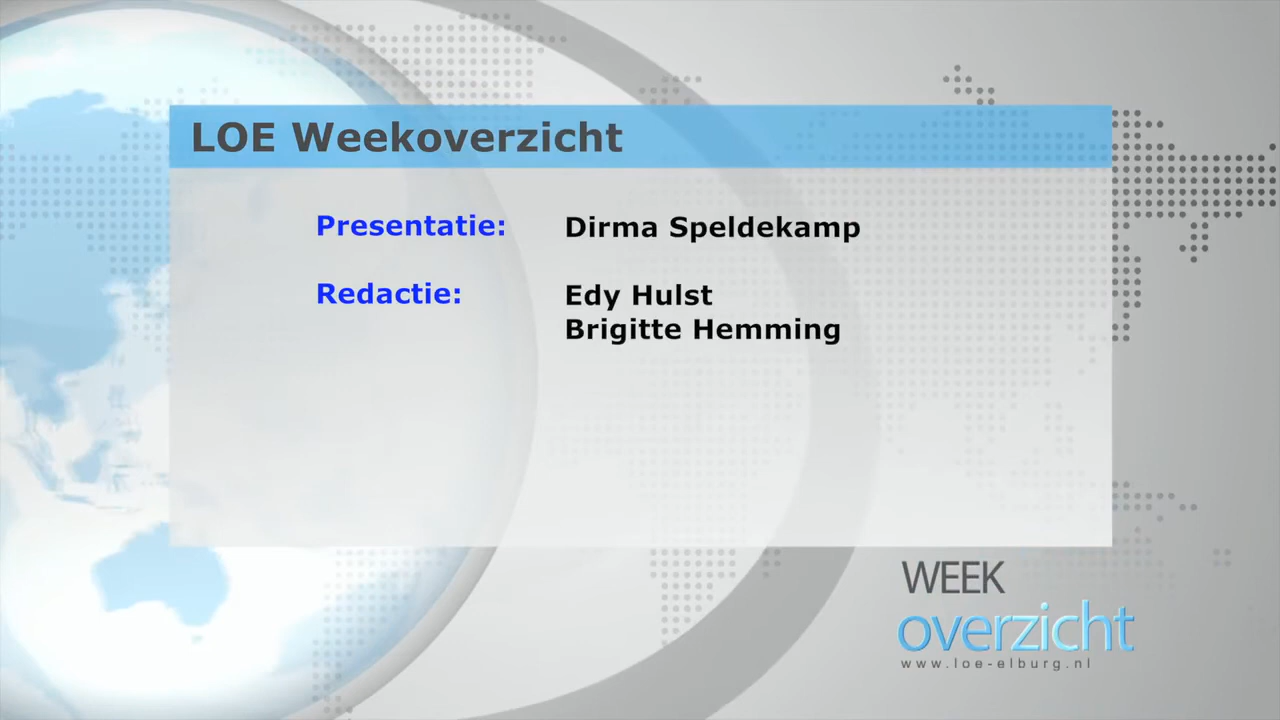 LOE Weekoverzicht
Presentatie: Dirma Speldekamp
Redactie: Edy Hulst
Brigitte Hemming
WEEK
overzicht
www.loe-elburg.nl